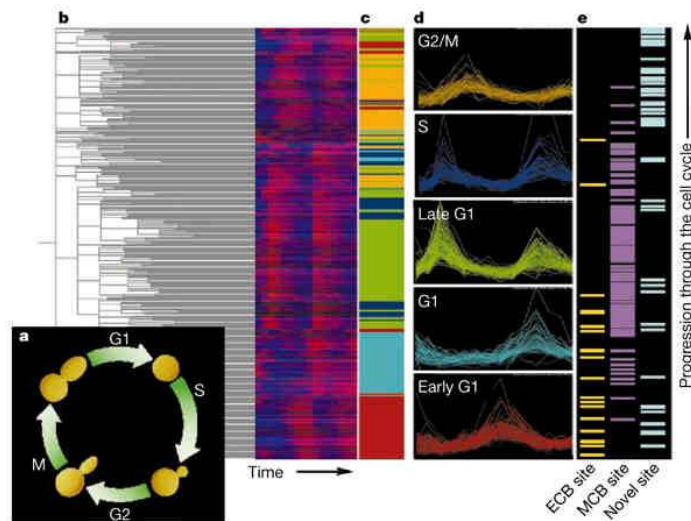 b
c
d
e
G2/M
S
Late G1
G1
Early G1
a
G1
S
M
G2
Time
ECB site
MCB site
Novel site
Progression through the cell cycle